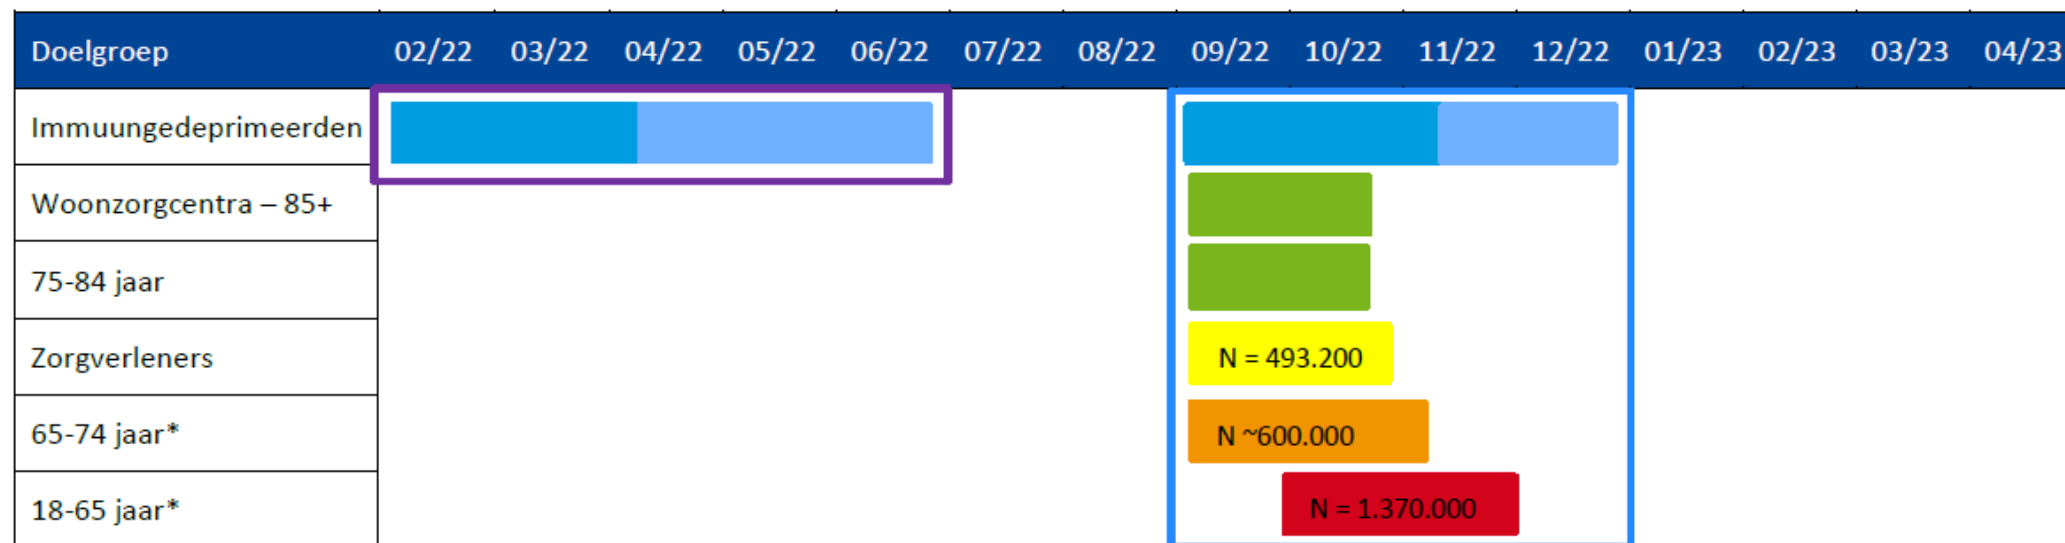 Doelgroep 02/22 03/22 04/22 05/22 06/22 07/22 08/22 09/22 10/22 11/22 12/22 01/23 02/23 03/23 04/23
Immuungedeprimeerden
Woonzorgcentra – 85+
75-84 jaar
Zorgverleners N = 493.200
65-74 jaar* N ~600.000
18-65 jaar* N = 1.370.000